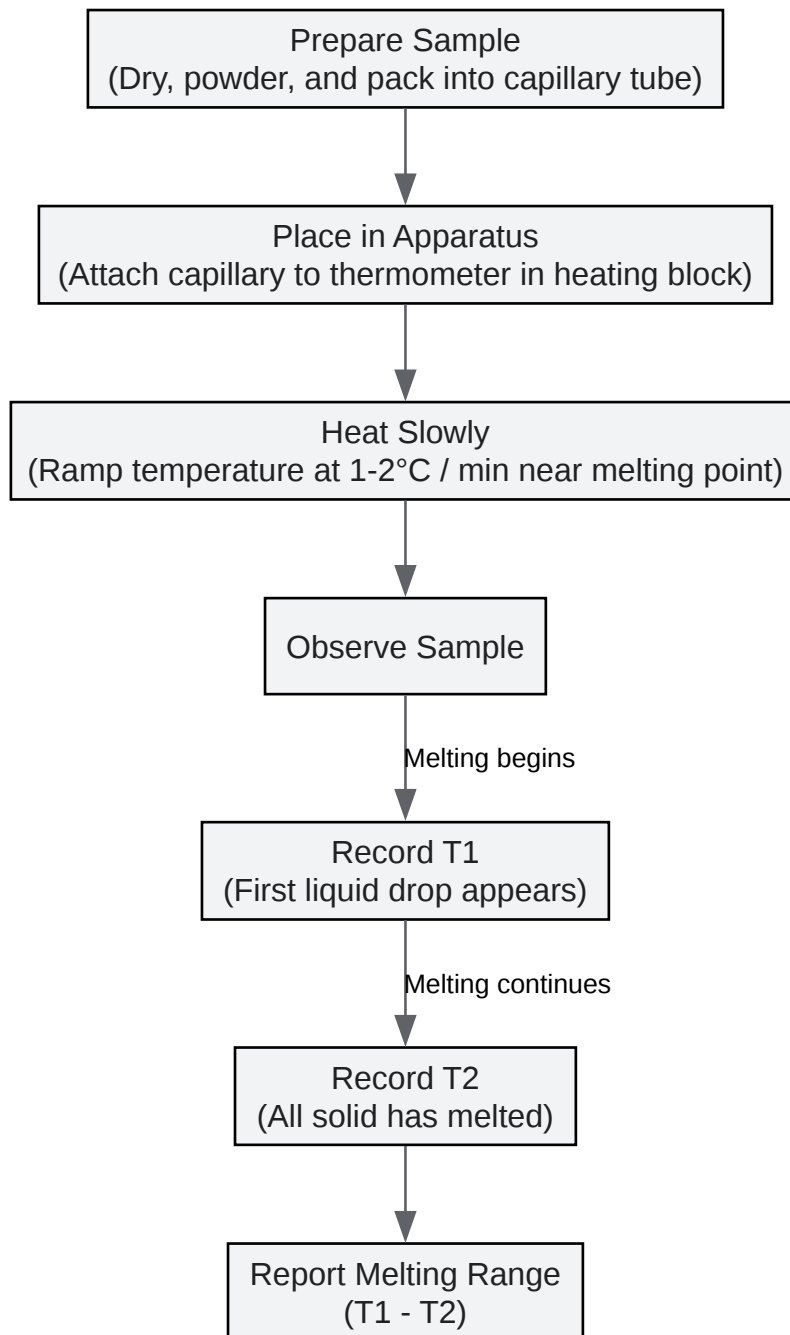 Prepare Sample
(Dry, powder, and pack into capillary tube)
Place in Apparatus
(Attach capillary to thermometer in heating block)
Heat Slowly
(Ramp temperature at 1-2°C / min near melting point)
Observe Sample
Melting begins
Record T1
(First liquid drop appears)
Melting continues
Record T2
(All solid has melted)
Report Melting Range
(T1 - T2)